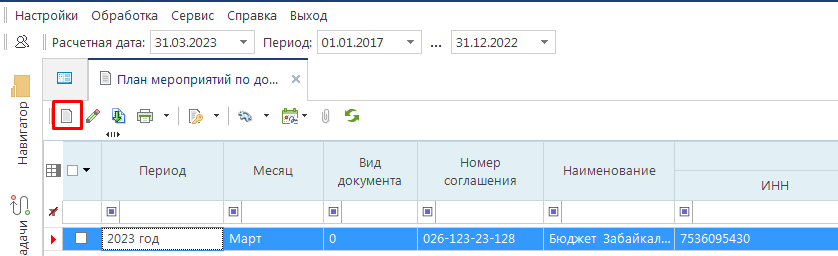 Настройки Обработка Сервис Справка Выход
Расчетная дата: 31.03.2023 Период: 01.01.2017 ... 31.12.2022
План мероприятий по до...
Навигатор
Период Месяц Вид документа Номер соглашения Наименование ИНН
2023 год Март 0 026-123-23-128 Бюджет Забайкал... 7536095430